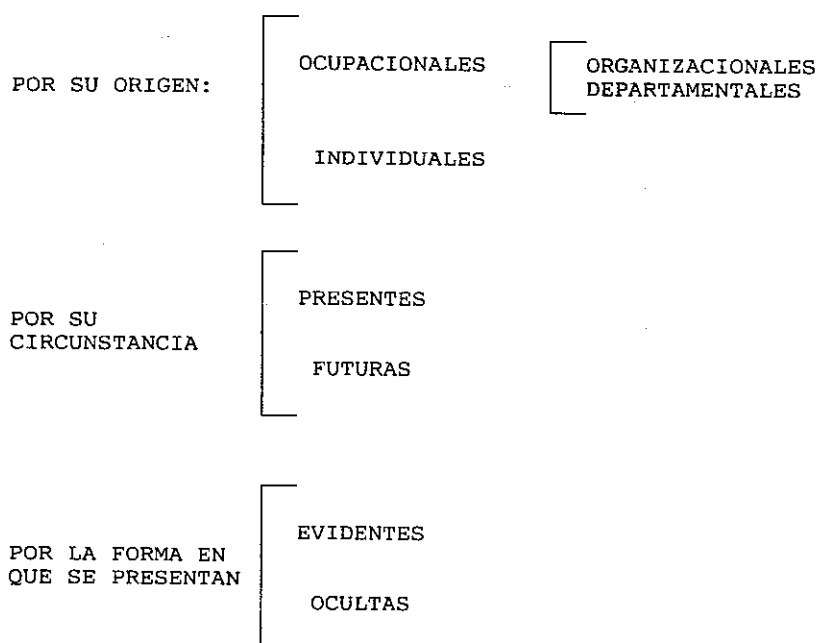 POR SU ORIGEN:
OCUPACIONALES
ORGANIZACIONALES
DEPARTAMENTALES
INDIVIDUALES
POR SU
CIRCUNSTANCIA
PRESENTES
FUTURAS
POR LA FORMA EN
QUE SE PRESENTAN
EVIDENTES
OCULTAS